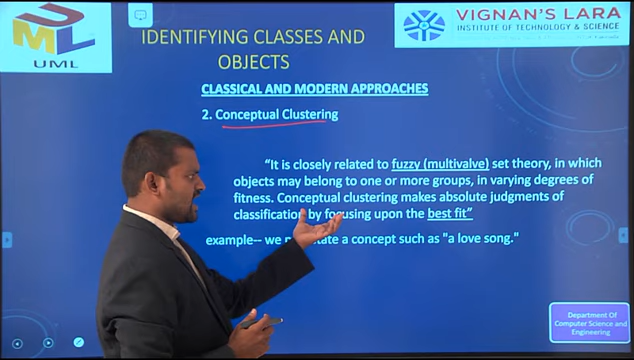 UML
UML
IDENTIFYING CLASSES AND
OBJECTS
VIGNAN'S LARA
INSTITUTE OF TECHNOLOGY & SCIENCE
CLASSICAL AND MODERN APPROACHES
2. Conceptual Clustering
"It is closely related to fuzzy (multivalve) set theory, in which
objects may belong to one or more groups, in varying degrees of
fitness. Conceptual clustering makes absolute judgments of
classification by focusing upon the best fit"
example-- we state a concept such as "a love song."
Department Of
Computer Science and
Engineering